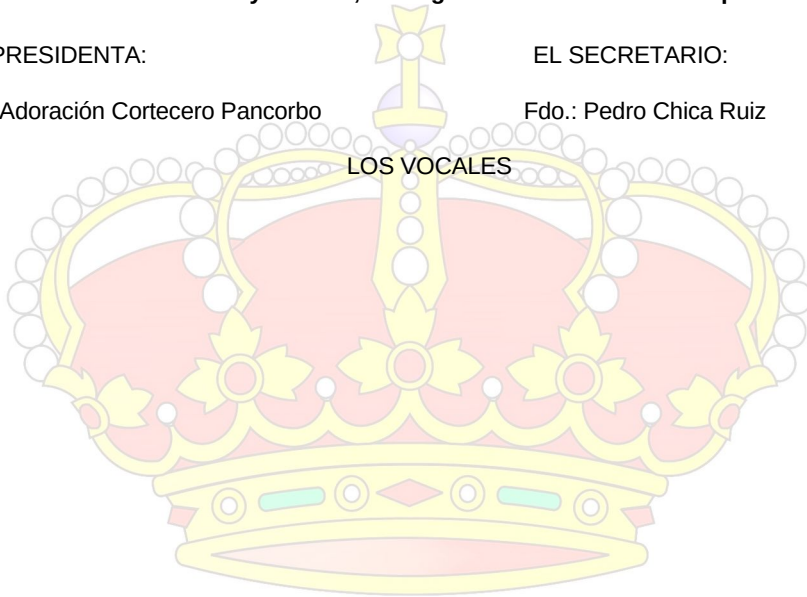 PRESIDENTA:
EL SECRETARIO:
Adoración Cortecero Pancorbo
Fdo.: Pedro Chica Ruiz
LOS VOCALES